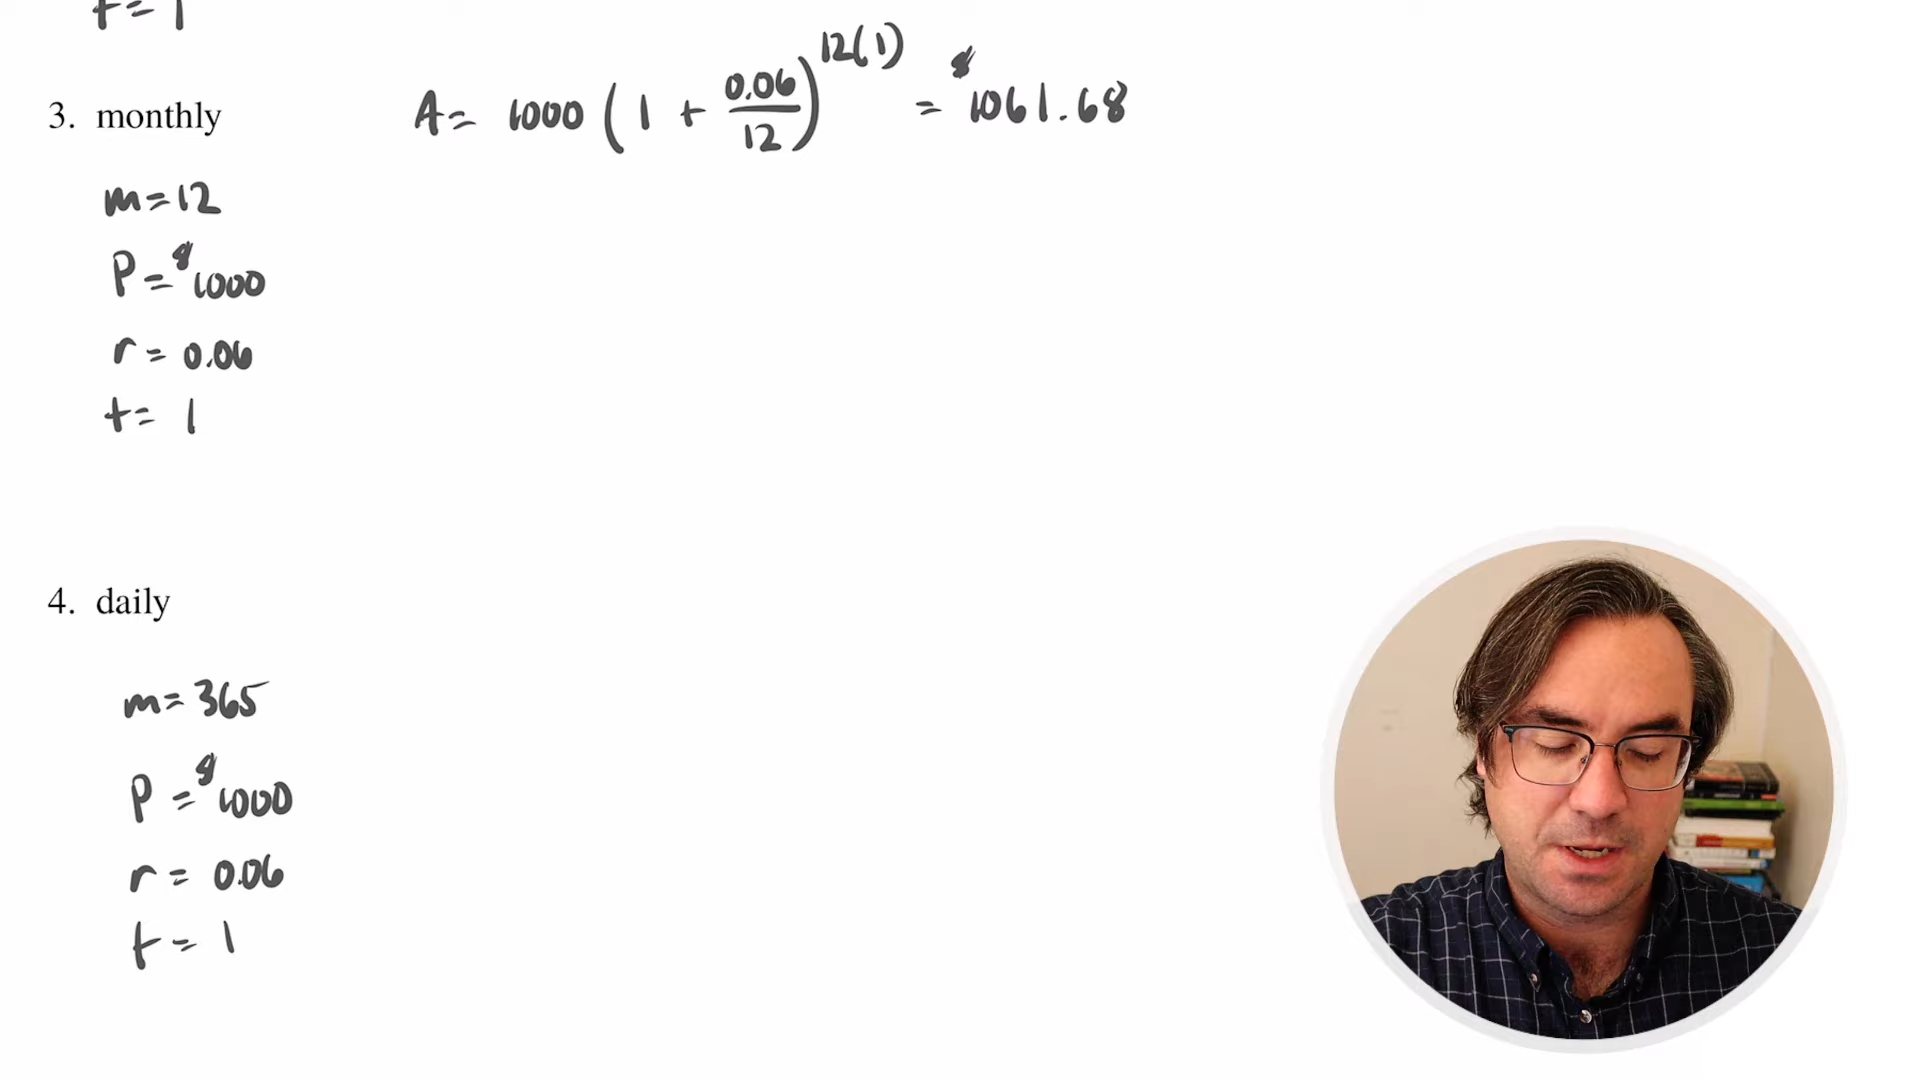 t = 1
3. monthly
A = 1000 ( 1 + 0.06/12 )^12(1) = $1061.68
m = 12
P = $1000
r = 0.06
t = 1
4. daily
m = 365
P = $1000
r = 0.06
t = 1